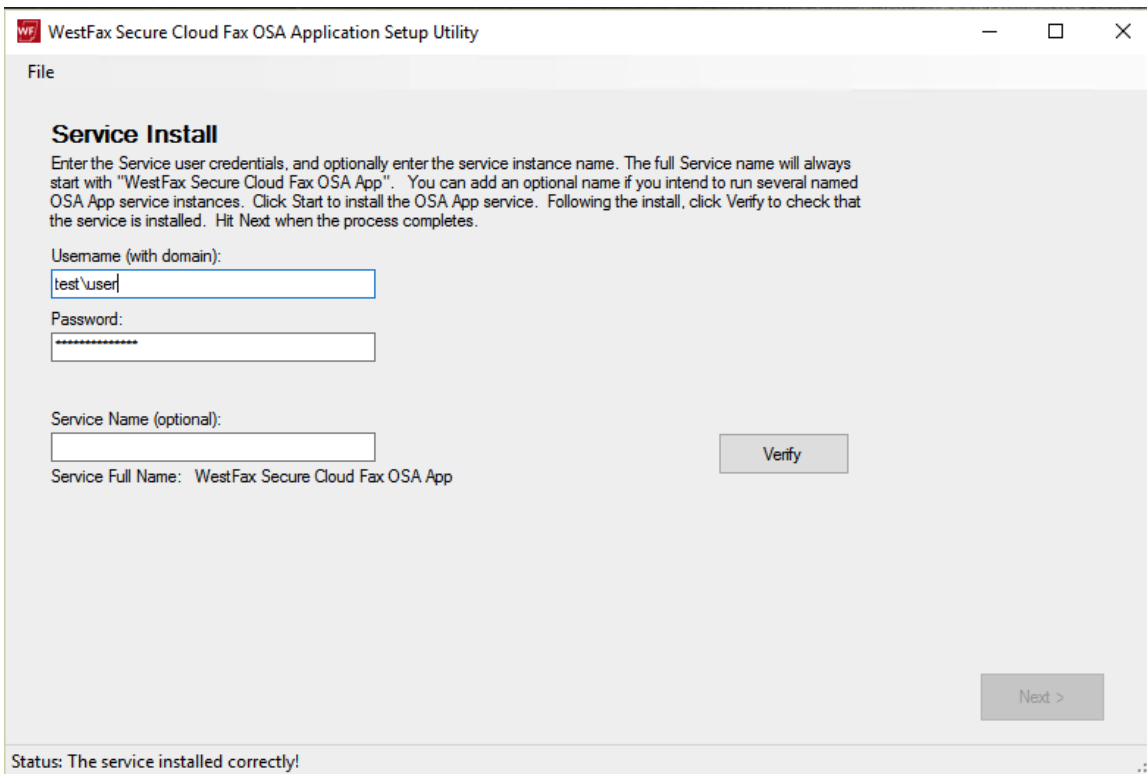 WF WestFax Secure Cloud Fax OSA Application Setup Utility
File
Service Install
Enter the Service user credentials, and optionally enter the service instance name. The full Service name will always
start with "WestFax Secure Cloud Fax OSA App". You can add an optional name if you intend to run several named
OSA App service instances. Click Start to install the OSA App service. Following the install, click Verify to check that
the service is installed. Hit Next when the process completes.
Username (with domain):
test\user
Password:
**************
Service Name (optional):
Verify
Service Full Name: WestFax Secure Cloud Fax OSA App
Next >
Status: The service installed correctly!